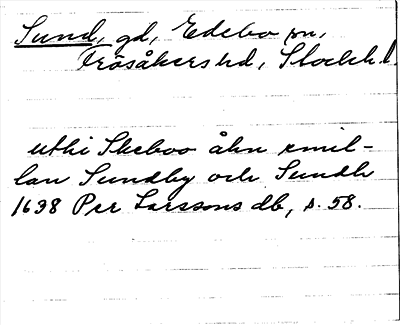 Sund, gd, Edebo sn,
Frösåkers hd, Stockh. l.
uthi Skeboo åhn emil-
lan Sundby och Sundh
1638 Per Larssons db, s. 58.